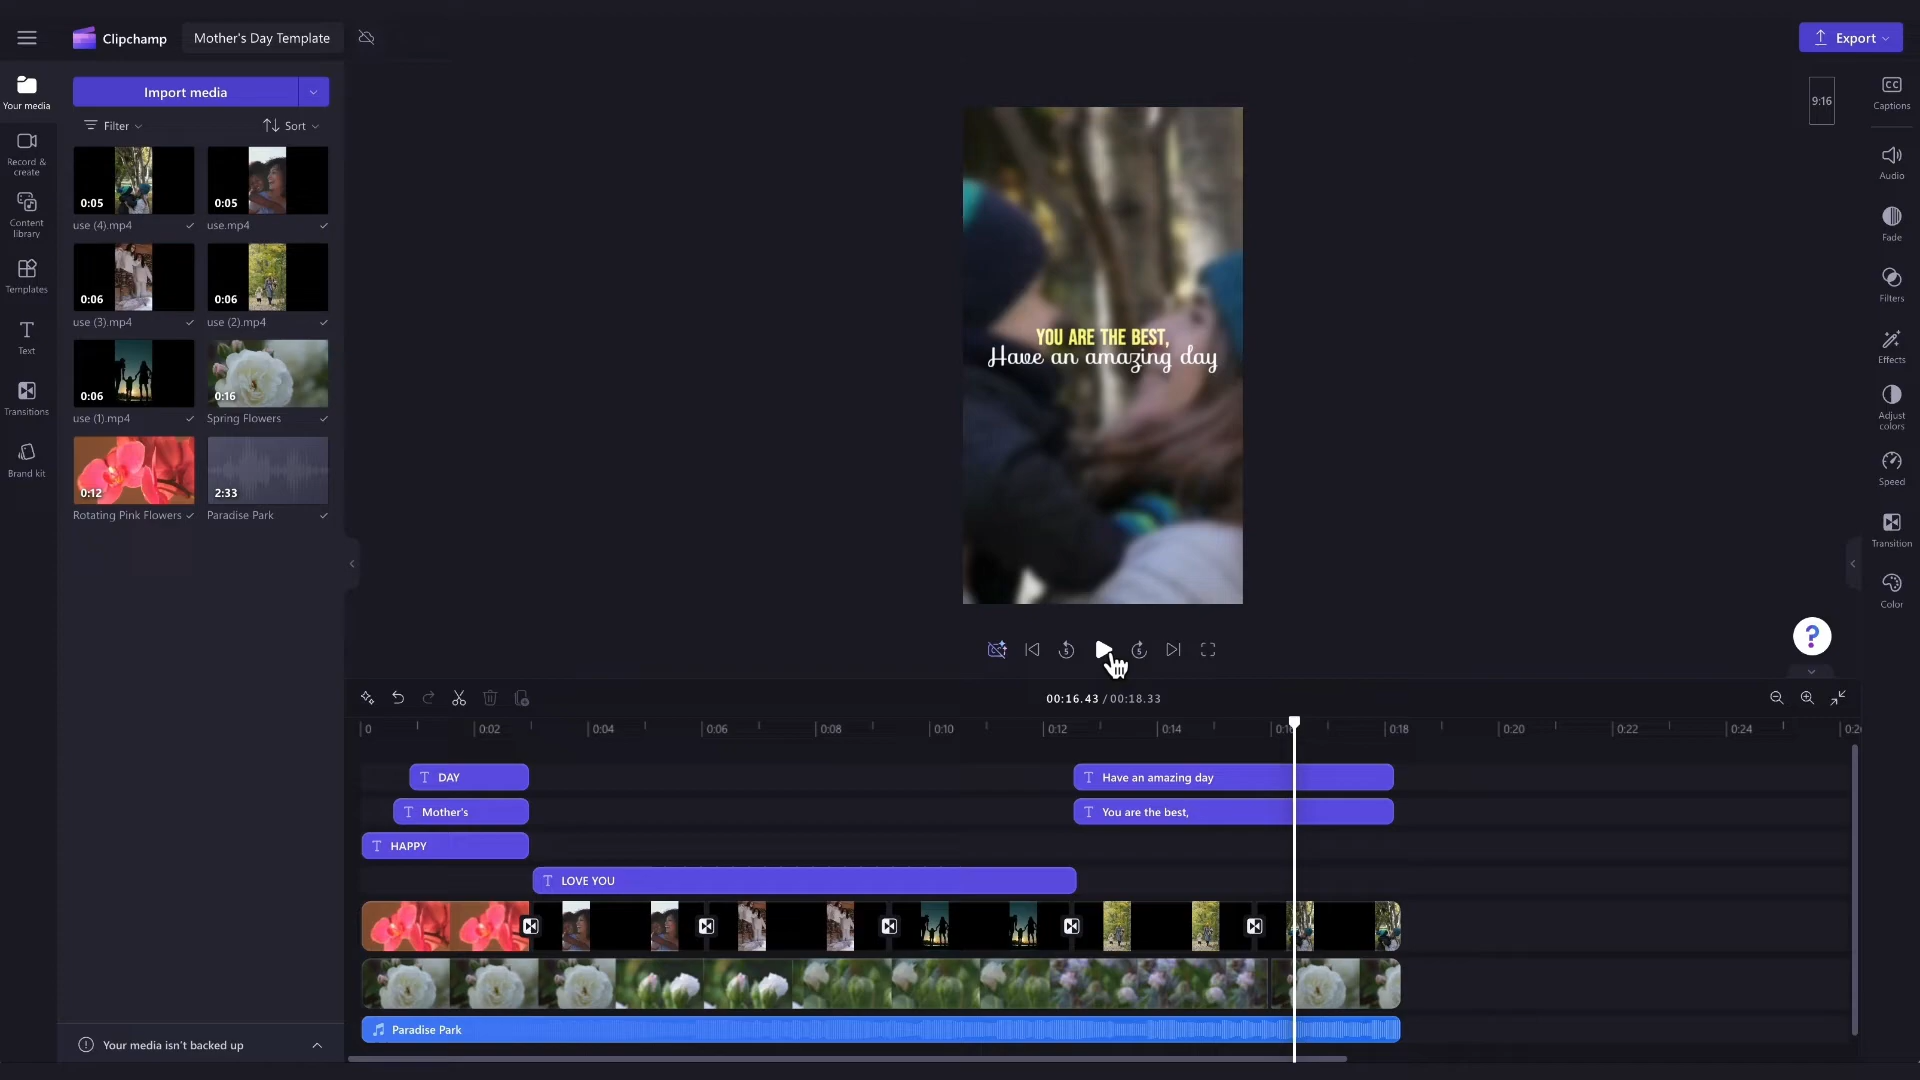 Clipchamp
Mother's Day Template
Export
Your media
Record & create
Content library
Templates
Text
Transitions
Brand kit
Import media
Filter
Sort
0:05
use (4).mp4
0:05
use.mp4
0:06
use (3).mp4
0:06
use (2).mp4
0:06
use (1).mp4
0:16
Spring Flowers
0:12
Rotating Pink Flowers
2:33
Paradise Park
Your media isn't backed up
YOU ARE THE BEST,
Have an amazing day
9:16
CC
Captions
Audio
Fade
Filters
Effects
Adjust colors
Speed
Transition
Color
?
5
5
00:16.43 / 00:18.33
0
0:02
0:04
0:06
0:08
0:10
0:12
0:14
0:18
0:20
0:22
0:24
T DAY
T Have an amazing day
T Mother's
T You are the best,
T HAPPY
T LOVE YOU
Paradise Park